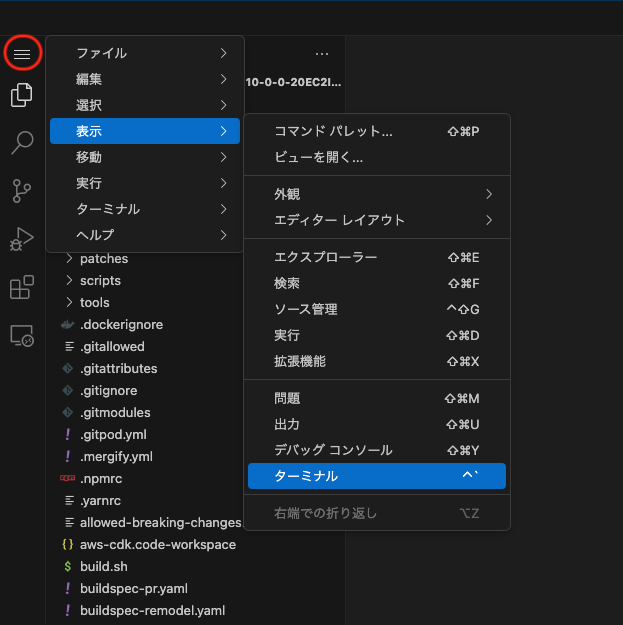 ファイル
編集
選択
表示
移動
実行
ターミナル
ヘルプ
...
10-0-0-20EC2I...
コマンド パレット... ⇧⌘P
ビューを開く...
外観
エディター レイアウト
エクスプローラー ⇧⌘E
検索 ⇧⌘F
ソース管理 ^⇧G
実行 ⇧⌘D
拡張機能 ⇧⌘X
問題 ⇧⌘M
出力 ⇧⌘U
デバッグ コンソール ⇧⌘Y
ターミナル ^`
右端での折り返し ⌥Z
patches
scripts
tools
.dockerignore
.gitallowed
.gitattributes
.gitignore
.gitmodules
.gitpod.yml
.mergify.yml
.npmrc
.yarnrc
allowed-breaking-changes
aws-cdk.code-workspace
build.sh
buildspec-pr.yaml
buildspec-remodel.yaml